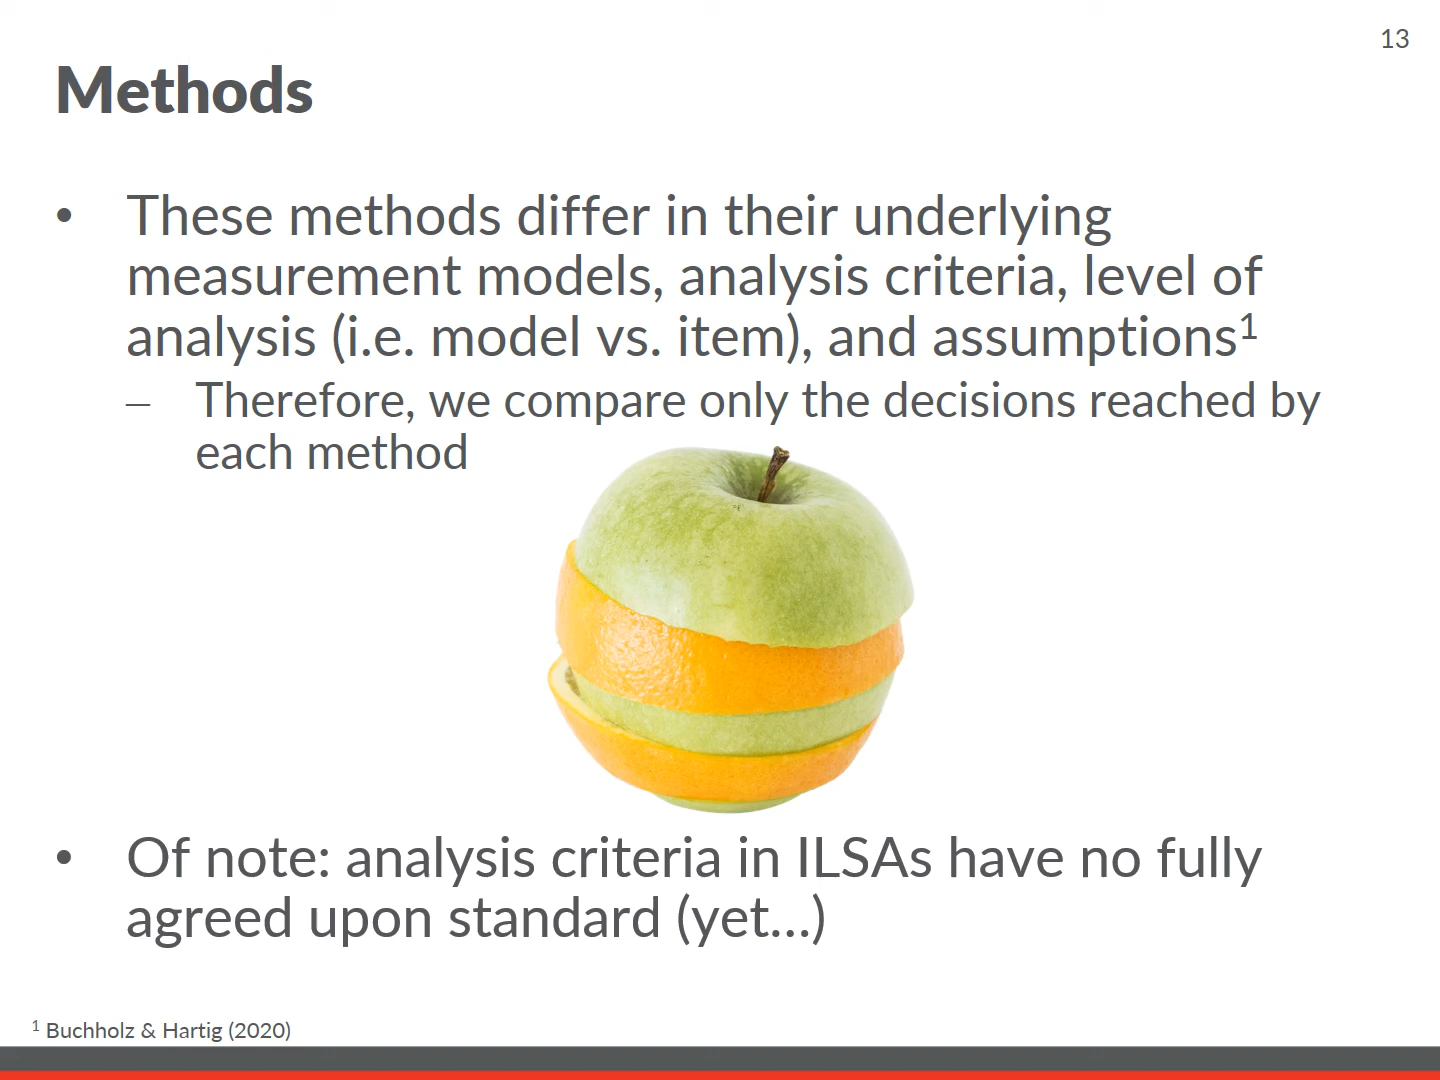 13
Methods
• These methods differ in their underlying
measurement models, analysis criteria, level of
analysis (i.e. model vs. item), and assumptions¹
– Therefore, we compare only the decisions reached by
each method
• Of note: analysis criteria in ILSAs have no fully
agreed upon standard (yet...)
¹ Buchholz & Hartig (2020)